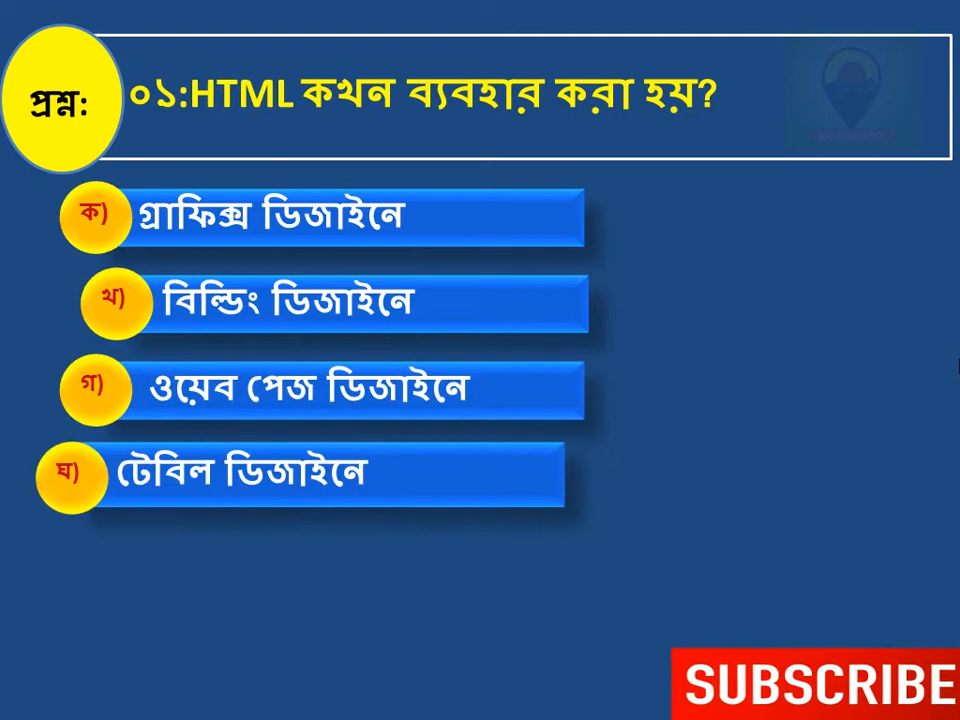 প্রশ্ন:
০১:HTML কখন ব্যবহার করা হয়?
ক) গ্রাফিক্স ডিজাইনে
খ) বিল্ডিং ডিজাইনে
গ) ওয়েব পেজ ডিজাইনে
ঘ) টেবিল ডিজাইনে
SUBSCRIBE